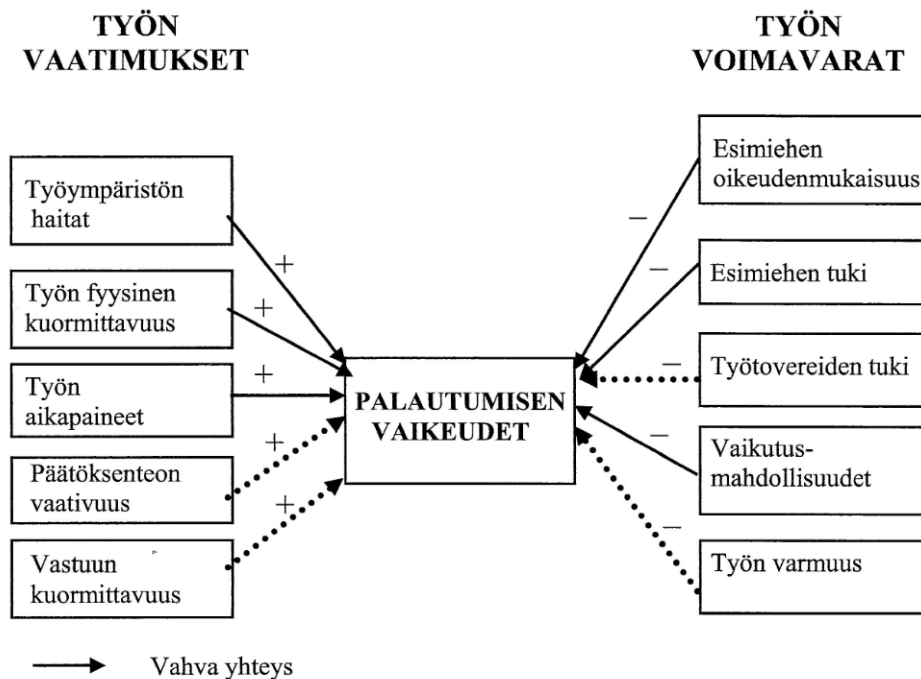 TYÖN
VAATIMUKSET
Työympäristön
haitat
Työn fyysinen
kuormittavuus
Työn
aikapaineet
Päätöksenteon
vaativuus
Vastuun
kuormittavuus
+
+
+
+
+
PALAUTUMISEN
VAIKEUDET
TYÖN
VOIMAVARAT
Esimiehen
oikeudenmukaisuus
Esimiehen tuki
Työtovereiden tuki
Vaikutus-
mahdollisuudet
Työn varmuus
–
–
–
–
–
Vahva yhteys